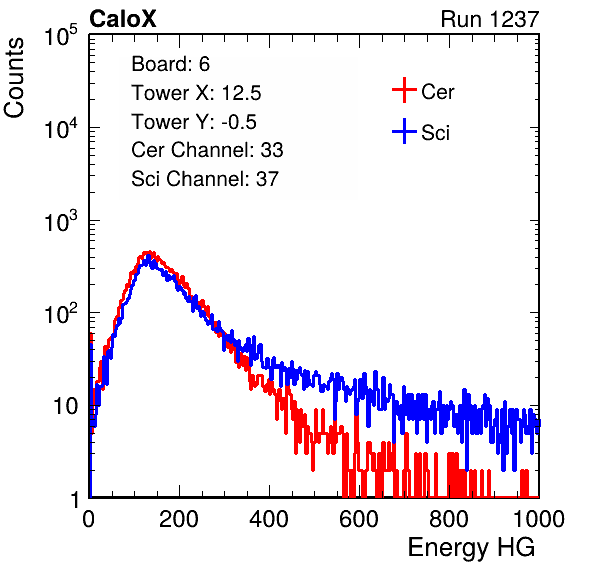 CaloX Run 1237
Counts
Board: 6
Tower X: 12.5
Tower Y: -0.5
Cer Channel: 33
Sci Channel: 37
Cer
Sci
10^5
10^4
10^3
10^2
10
1
0 200 400 600 800 1000
Energy HG